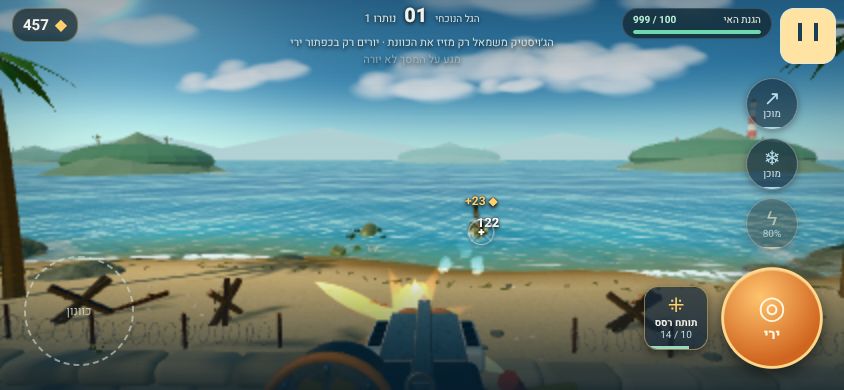 457
הגל הנוכחי 01 נותרו 1
הג'ויסטיק משמאל רק מזיז את הכוונת · יורים רק בכפתור ירי
מגע על המסך לא יורה
הגנת האי 999 / 100
מוכן
מוכן
80%
+23
122
כוונון
תותח רסס
14 / 10
ירי